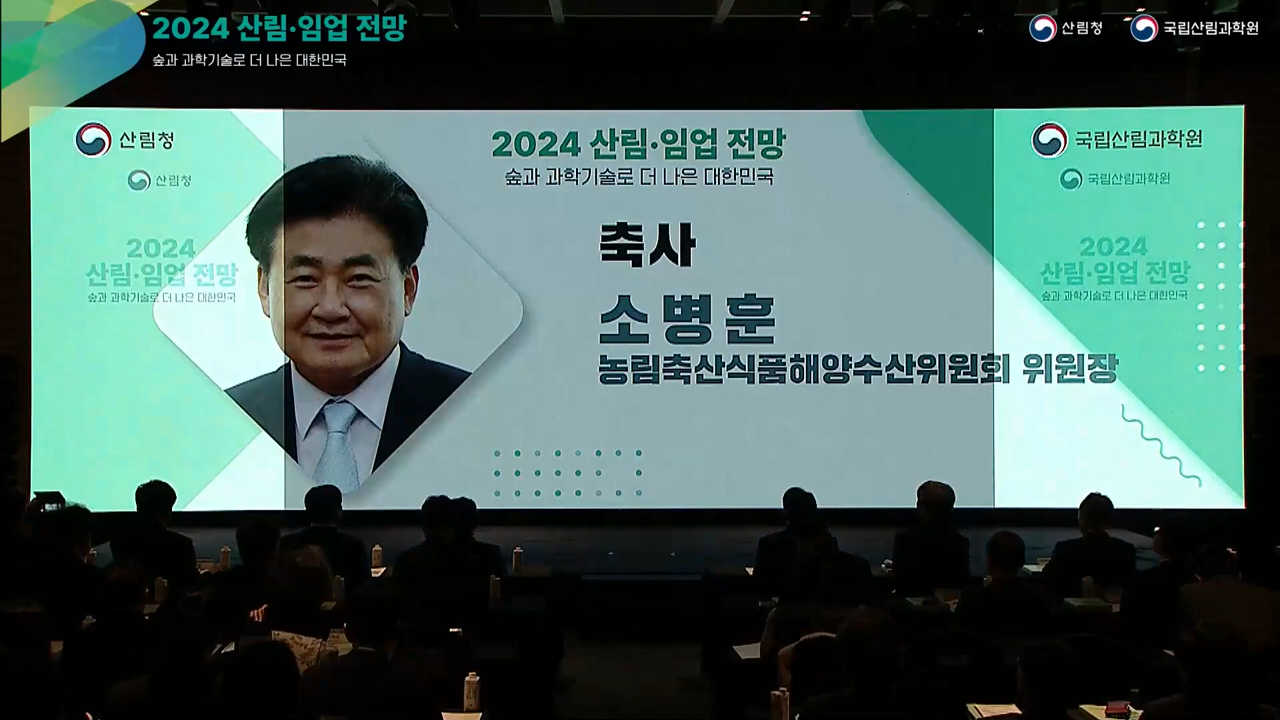 2024 산림·임업 전망
숲과 과학기술로 더 나은 대한민국
산림청
국립산림과학원
산림청
산림청
2024
산림·임업 전망
숲과 과학기술로 더 나은 대한민국
2024 산림·임업 전망
숲과 과학기술로 더 나은 대한민국
축사
소병훈
농림축산식품해양수산위원회 위원장
국립산림과학원
국립산림과학원
2024
산림·임업 전망
숲과 과학기술로 더 나은 대한민국